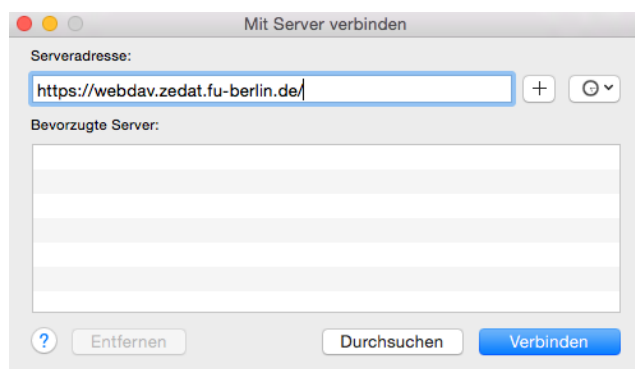 Mit Server verbinden
Serveradresse:
https://webdav.zedat.fu-berlin.de/
+
Bevorzugte Server:
?
Entfernen
Durchsuchen
Verbinden